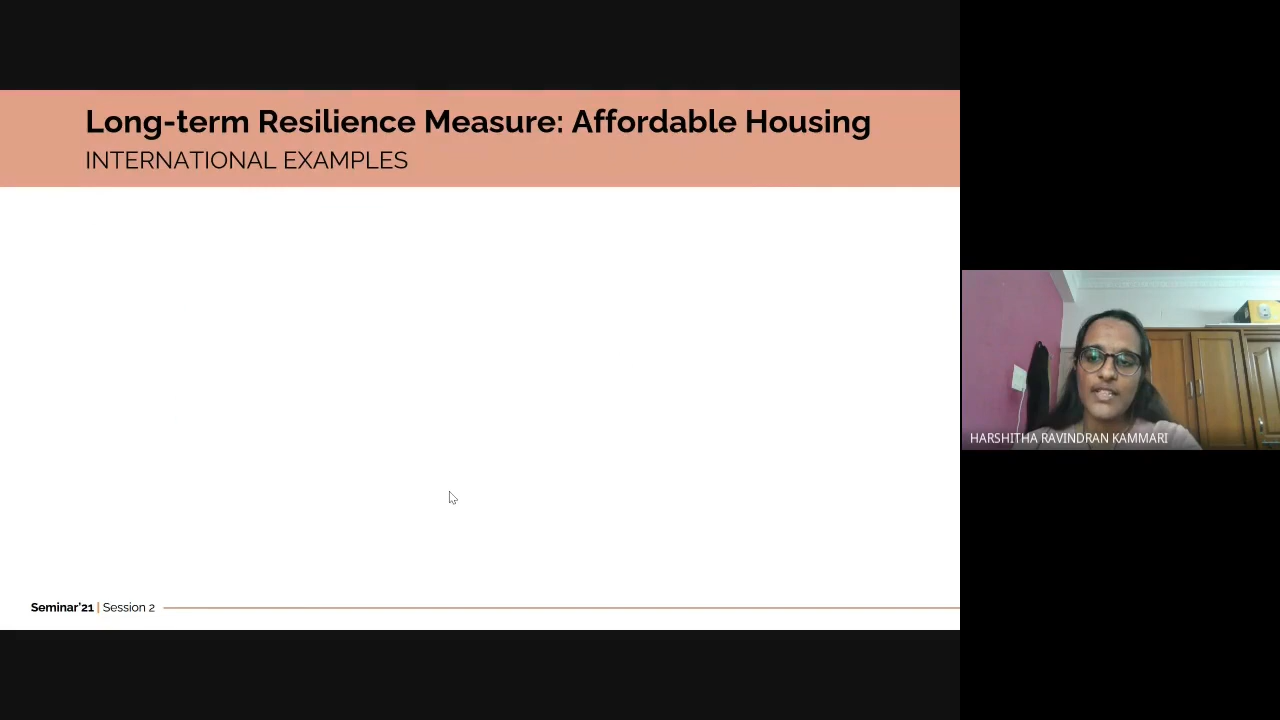 Long-term Resilience Measure: Affordable Housing
INTERNATIONAL EXAMPLES
HARSHITHA RAVINDRAN KAMMARI
Seminar'21 | Session 2